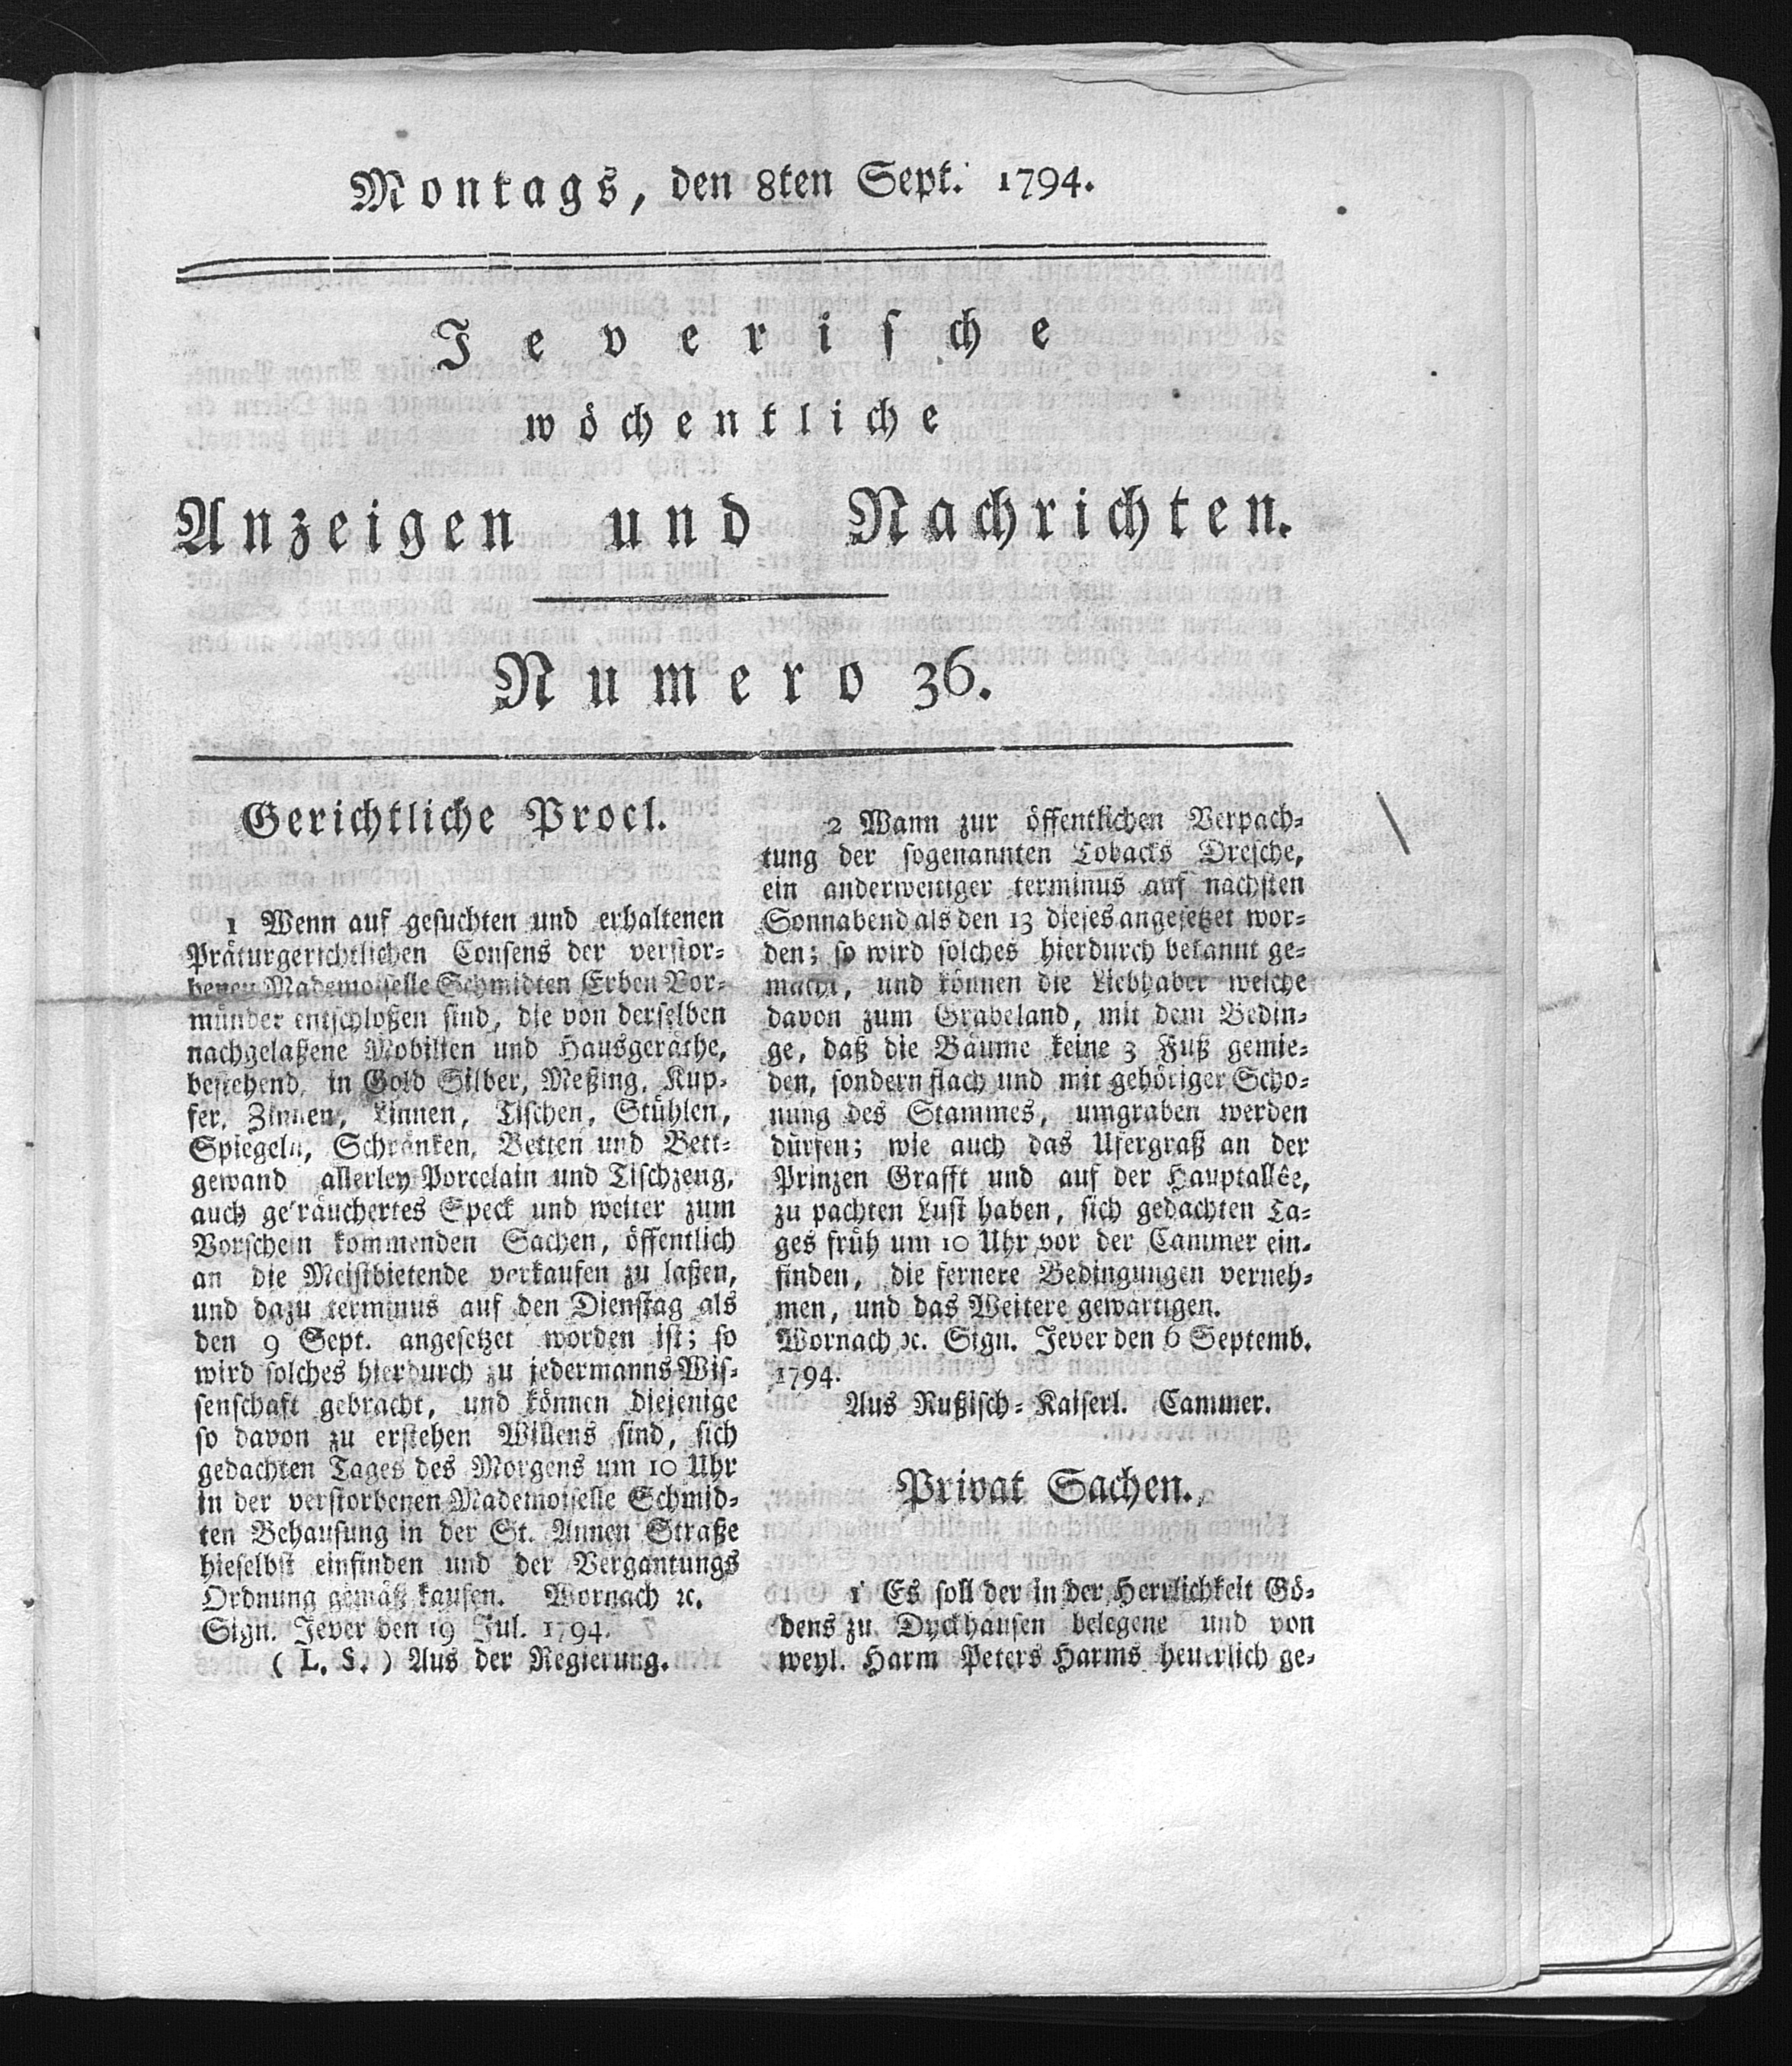 Montags, den 8ten Sept. 1794.
Jeverische
wöchentliche
Anzeigen und Nachrichten.
Numero 36.
Gerichtliche Procl.
1 Wenn auf gesuchten und erhaltenen
Präturgerichtlichen Consens der verstor-
benen Mademoiselle Schmidten Erben Vor-
münder entschloßen sind, die von derselben
nachgelaßene Mobilien und Hausgeräthe,
bestehend, in Gold Silber, Meßing, Kup-
fer, Zinnen, Linnen, Tischen, Stühlen,
Spiegeln, Schränken, Betten und Bett-
gewand allerley Porcelain und Tischzeug,
auch geräuchertes Speck und weiter zum
Vorschein kommenden Sachen, öffentlich
an die Meistbietende verkaufen zu laßen,
und dazu terminus auf den Dienstag als
den 9 Sept. angesetzet worden ist; so
wird solches hierdurch zu jedermanns Wis-
senschaft gebracht, und können diejenige
so davon zu erstehen Willens sind, sich
gedachten Tages des Morgens um 10 Uhr
in der verstorbenen Mademoiselle Schmid-
ten Behausung in der St. Annen Straße
hieselbst einfinden und der Vergantungs
Ordnung gemäß kaufen. Wornach ꝛc.
Sign. Jever den 19 Jul. 1794.
( L. S. ) Aus der Regierung.
2 Wann zur öffentlichen Verpach-
tung der sogenannten Tobacks Dresche,
ein anderweitiger terminus auf nächsten
Sonnabend als den 13 dieses angesetzet wor-
den; so wird solches hierdurch bekannt ge-
macht, und können die Liebhaber welche
davon zum Grabeland, mit dem Bedin-
ge, daß die Bäume keine 3 Fuß gemie-
den, sondern flach und mit gehöriger Scho-
nung des Stammes, umgraben werden
dürfen; wie auch das Ufergraß an der
Prinzen Grafft und auf der Hauptallêe,
zu pachten Lust haben, sich gedachten Ta-
ges früh um 10 Uhr vor der Cammer ein-
finden, die fernere Bedingungen verneh-
men, und das Weitere gewärtigen.
Wornach ꝛc. Sign. Jever den 6 Septemb.
1794.
Aus Rußisch-Kaiserl. Cammer.
Privat Sachen.
1 Es soll der in der Herrlichkeit Gö-
dens zu Dyckhausen belegene und von
weyl. Harm Peters Harms heuerlich ge-